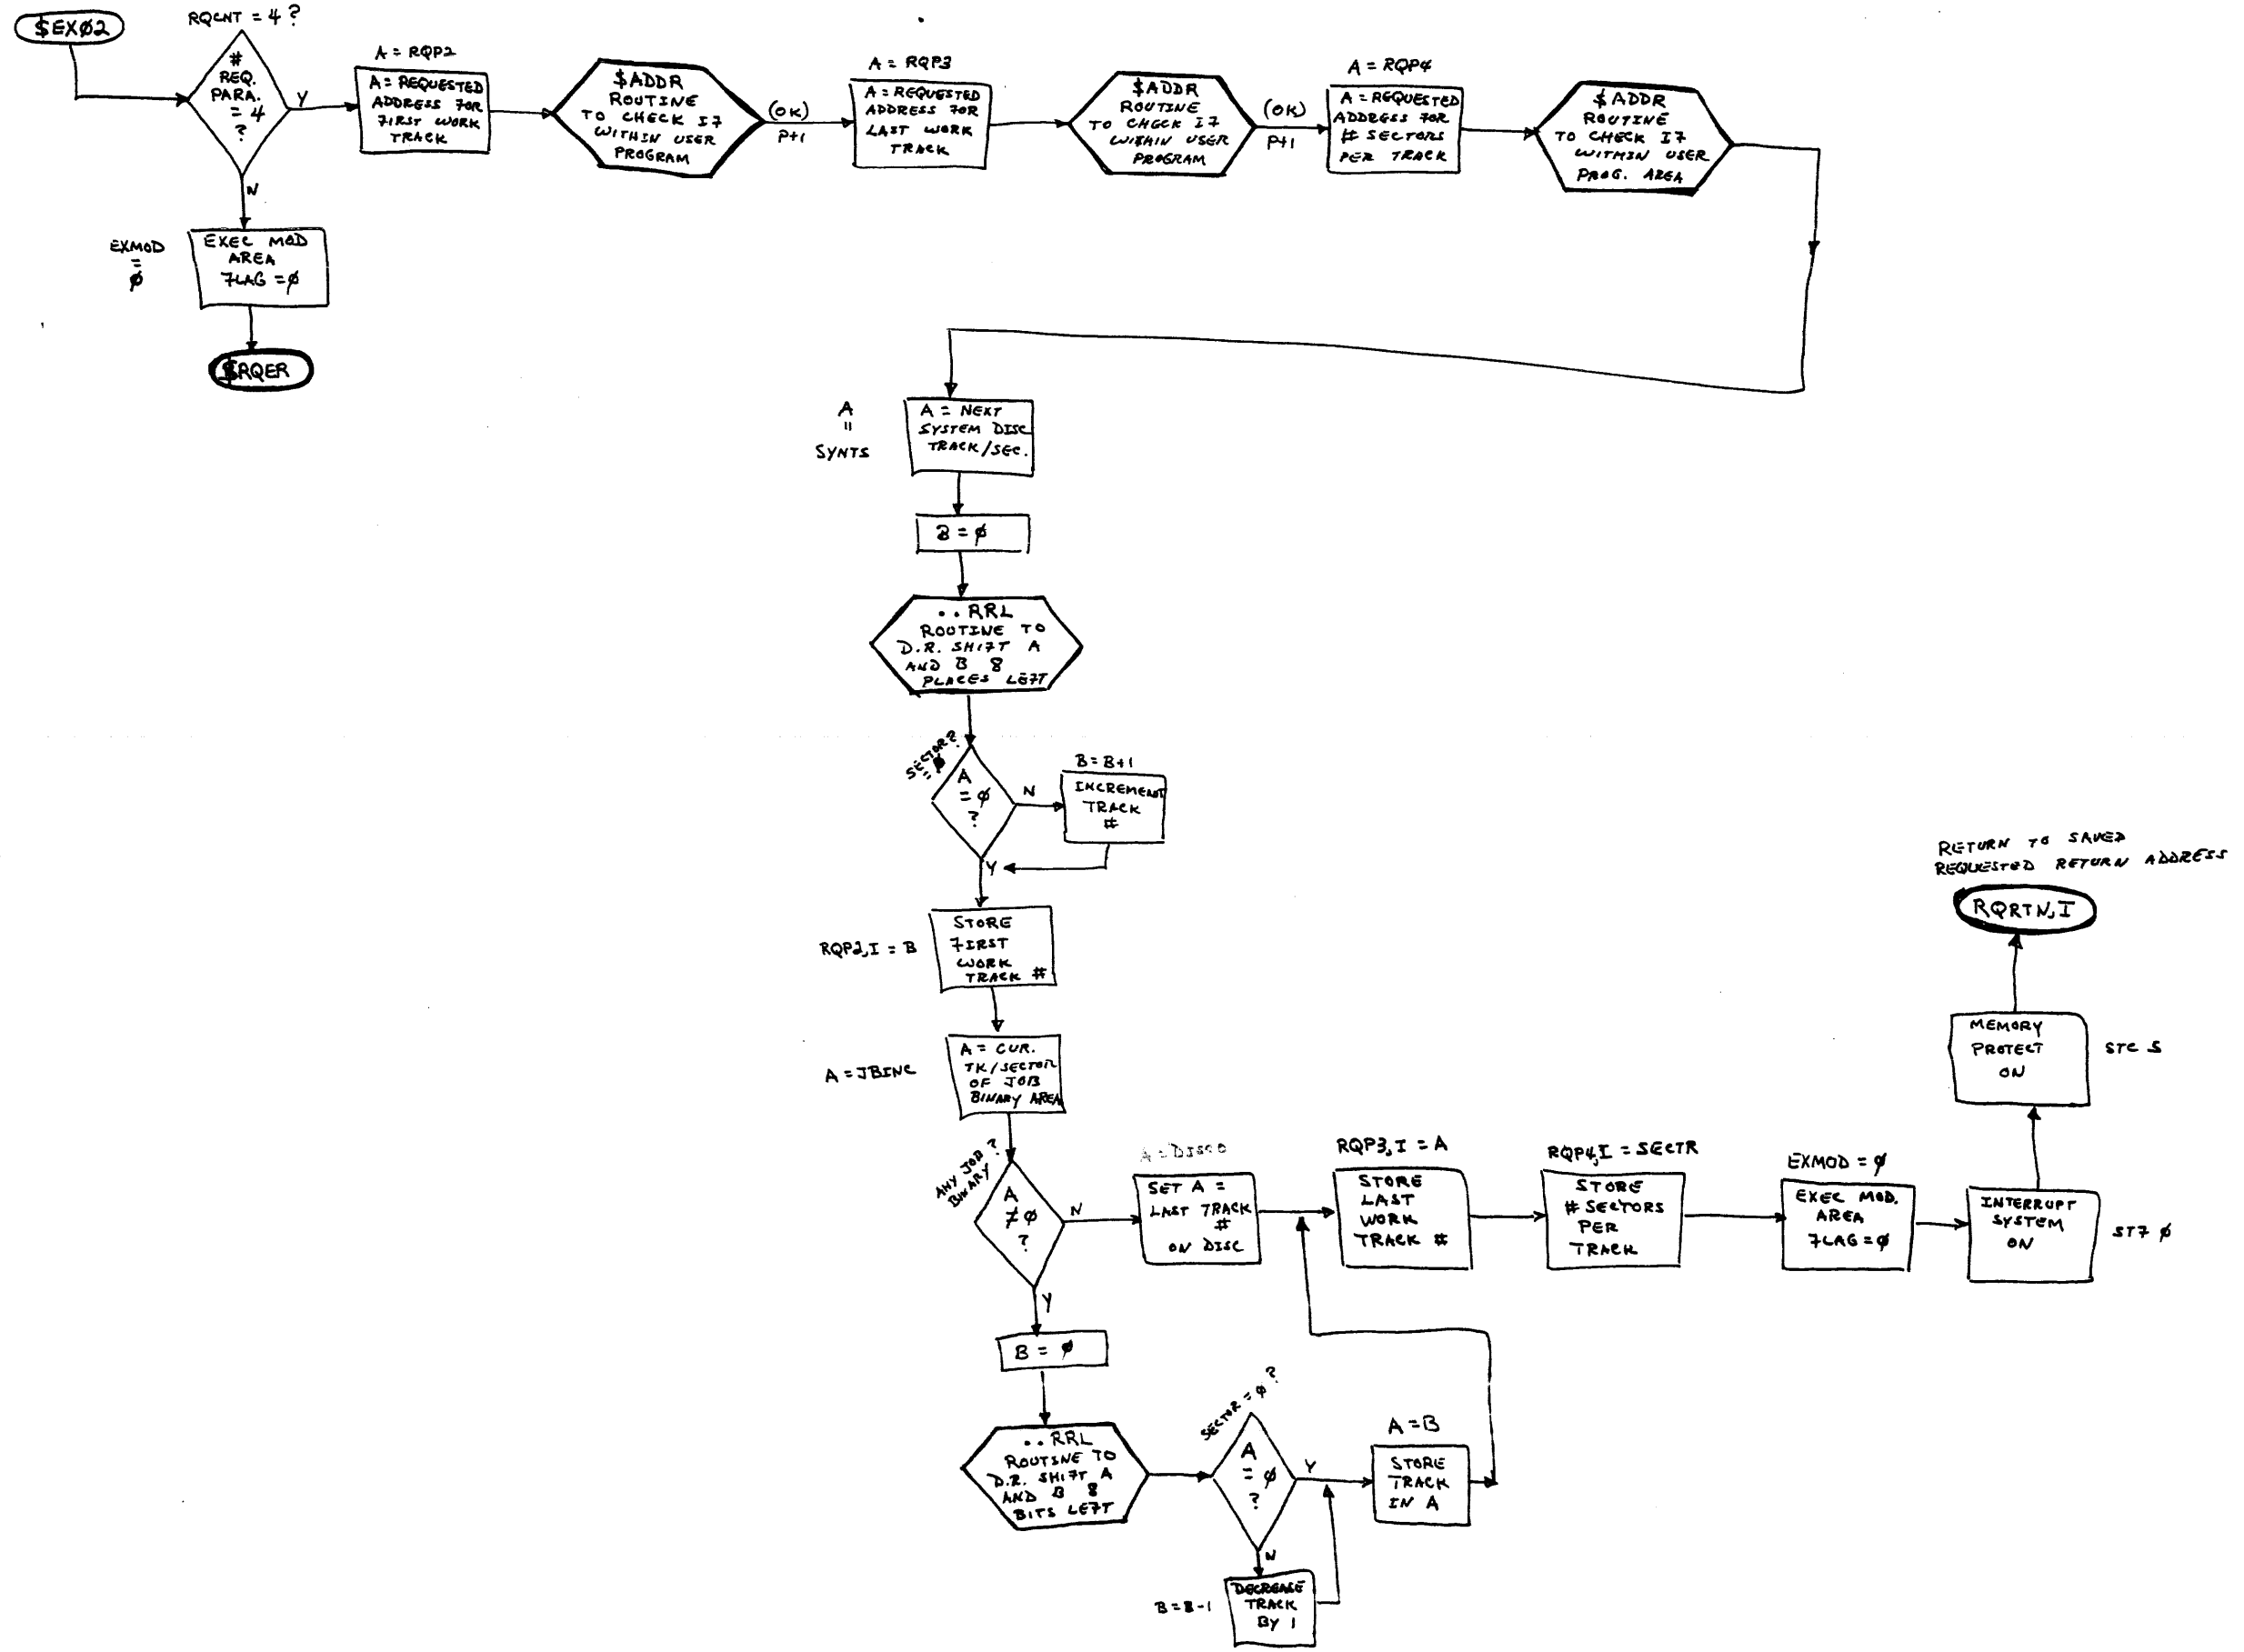 $EXØ2
RQCNT = 4 ?
#
REQ.
PARA.
= 4
?
Y
N
A = RQP2
A = REQUESTED
ADDRESS FOR
FIRST WORK
TRACK
$ADDR
ROUTINE
TO CHECK IF
WITHIN USER
PROGRAM
(OK)
P+1
A = RQP3
A = REQUESTED
ADDRESS FOR
LAST WORK
TRACK
$ADDR
ROUTINE
TO CHECK IF
WITHIN USER
PROGRAM
(OK)
P+1
A = RQP4
A = REQUESTED
ADDRESS FOR
# SECTORS
PER TRACK
$ADDR
ROUTINE
TO CHECK IF
WITHIN USER
PROG. AREA
EXMOD
=
Ø
EXEC MOD
AREA
FLAG = Ø
$RQER
A
=
SYNTS
A = NEXT
SYSTEM DISC
TRACK/SEC.
B = Ø
..RRL
ROUTINE TO
D.R. SHIFT A
AND B 8
PLACES LEFT
SECTOR?
= Ø
A
= Ø
?
N
Y
B = B+1
INCREMENT
TRACK
#
RQP2,I = B
STORE
FIRST
WORK
TRACK #
A = JBINC
A = CUR.
TK/SECTOR
OF JOB
BINARY AREA
ANY JOB ?
BINARY
A
≠ Ø
?
N
Y
SET A =
LAST TRACK
#
ON DISC
RQP3,I = A
STORE
LAST
WORK
TRACK #
RQP4,I = SECTR
STORE
# SECTORS
PER
TRACK
EXMOD = Ø
EXEC MOD.
AREA
FLAG = Ø
INTERRUPT
SYSTEM
ON
STF Ø
MEMORY
PROTECT
ON
STC 5
RETURN TO SAVED
REQUESTED RETURN ADDRESS
RQRTN,I
B = Ø
..RRL
ROUTINE TO
D.R. SHIFT A
AND B 8
BITS LEFT
SECTOR = Ø ?
A
= Ø
?
Y
N
A = B
STORE
TRACK
IN A
B = B-1
DECREASE
TRACK
BY 1